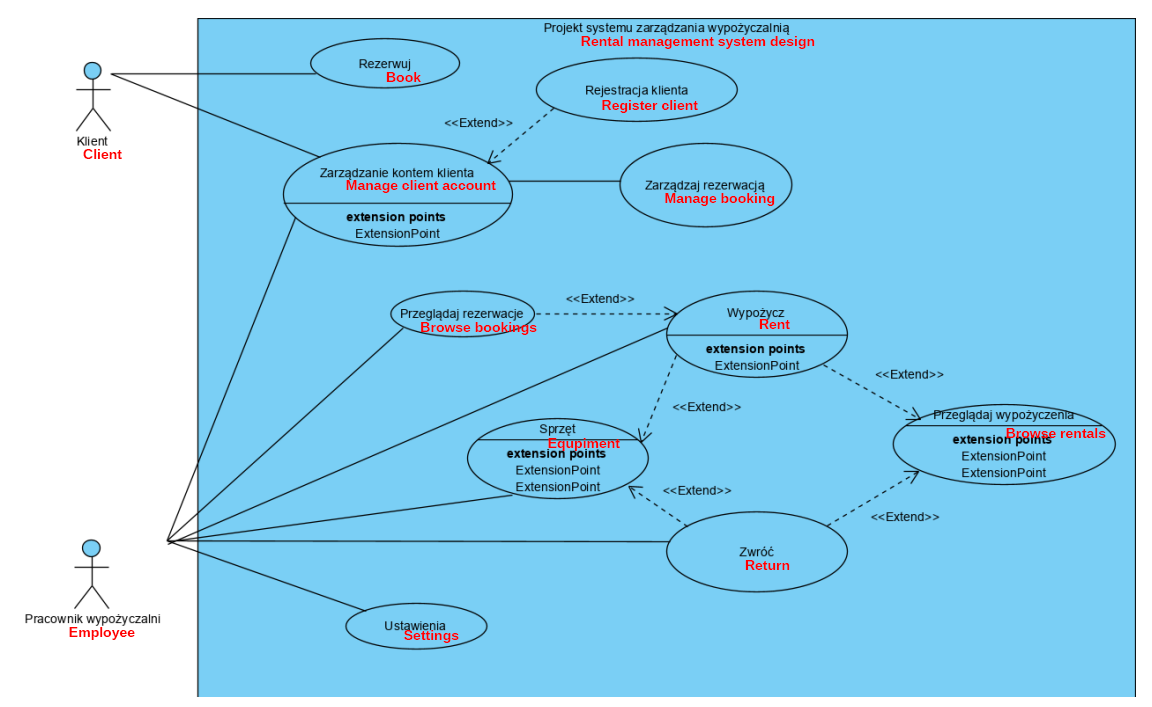 Projekt systemu zarządzania wypożyczalnią
Rental management system design
Rezerwuj
Book
Rejestracja klienta
Register client
<<Extend>>
Klient
Client
Zarządzanie kontem klienta
Manage client account
extension points
ExtensionPoint
Zarządzaj rezerwacją
Manage booking
<<Extend>>
Przeglądaj rezerwacje
Browse bookings
Wypożycz
Rent
extension points
ExtensionPoint
<<Extend>>
<<Extend>>
Przeglądaj wypożyczenia
Browse rentals
extension points
ExtensionPoint
ExtensionPoint
Sprzęt
Equpiment
extension points
ExtensionPoint
ExtensionPoint
<<Extend>>
<<Extend>>
Zwróć
Return
Pracownik wypożyczalni
Employee
Ustawienia
Settings